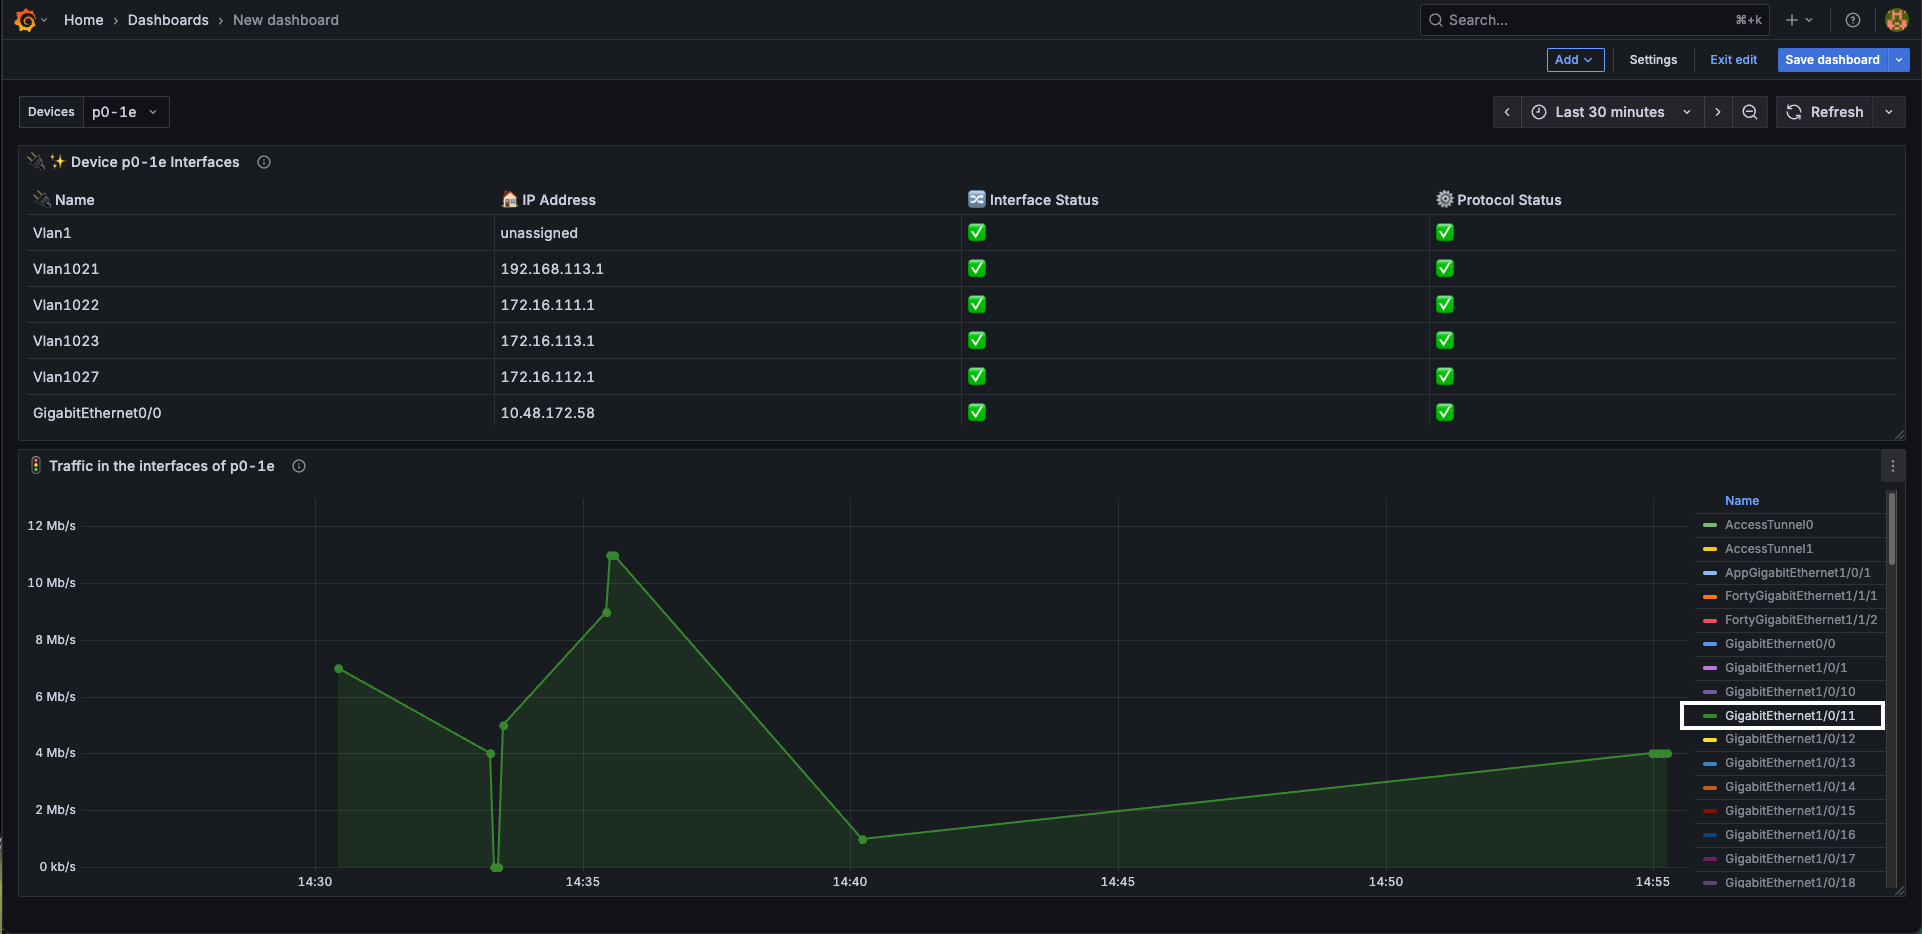 Home › Dashboards › New dashboard
Search... ⌘+k
Add
Settings
Exit edit
Save dashboard
Devices p0-1e
Last 30 minutes
Refresh
Device p0-1e Interfaces
Name IP Address Interface Status Protocol Status
Vlan1 unassigned
Vlan1021 192.168.113.1
Vlan1022 172.16.111.1
Vlan1023 172.16.113.1
Vlan1027 172.16.112.1
GigabitEthernet0/0 10.48.172.58
Traffic in the interfaces of p0-1e
12 Mb/s
10 Mb/s
8 Mb/s
6 Mb/s
4 Mb/s
2 Mb/s
0 kb/s
14:30 14:35 14:40 14:45 14:50 14:55
Name
AccessTunnel0
AccessTunnel1
AppGigabitEthernet1/0/1
FortyGigabitEthernet1/1/1
FortyGigabitEthernet1/1/2
GigabitEthernet0/0
GigabitEthernet1/0/1
GigabitEthernet1/0/10
GigabitEthernet1/0/11
GigabitEthernet1/0/12
GigabitEthernet1/0/13
GigabitEthernet1/0/14
GigabitEthernet1/0/15
GigabitEthernet1/0/16
GigabitEthernet1/0/17
GigabitEthernet1/0/18